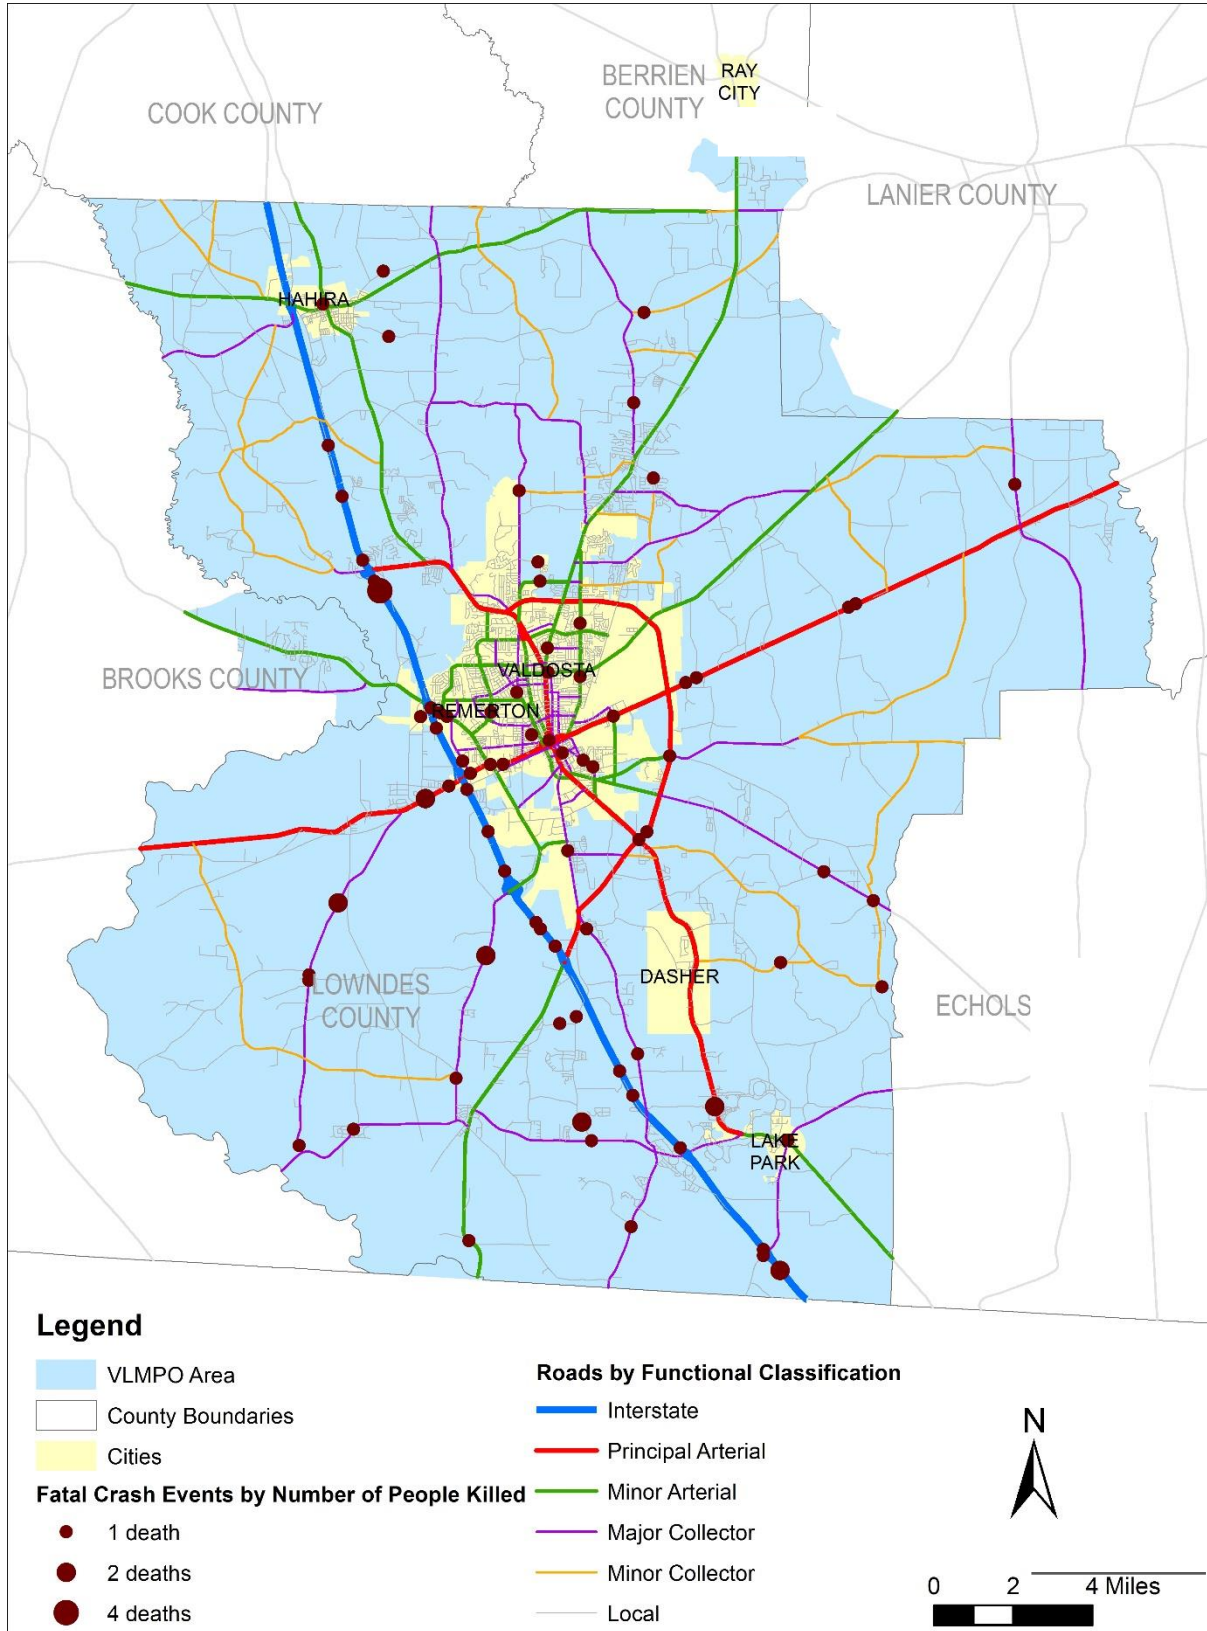 BERRIEN
COUNTY
RAY
CITY
COOK COUNTY
LANIER COUNTY
HAHIRA
BROOKS COUNTY
VALDOSTA
REMERTON
DASHER
LOWNDES
COUNTY
ECHOLS
LAKE
PARK
Legend
VLMPO Area
County Boundaries
Cities
Fatal Crash Events by Number of People Killed
1 death
2 deaths
4 deaths
Roads by Functional Classification
Interstate
Principal Arterial
Minor Arterial
Major Collector
Minor Collector
Local
N
0 2 4 Miles